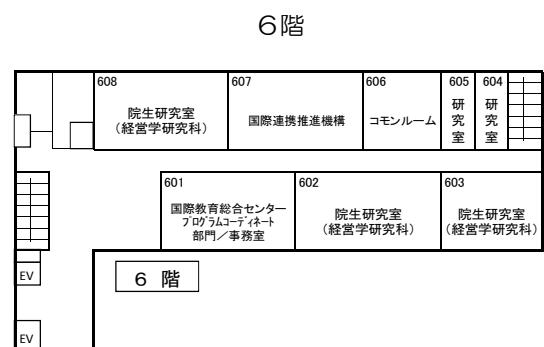 ６階
608
院生研究室
（経営学研究科）
607
国際連携推進機構
606
コモンルーム
605
研
究
室
604
研
究
室
601
国際教育総合センター
ﾌﾟﾛｸﾞﾗﾑｺｰﾃﾞｨﾈｰﾄ
部門／事務室
602
院生研究室
（経営学研究科）
603
院生研究室
（経営学研究科）
EV
６ 階
EV